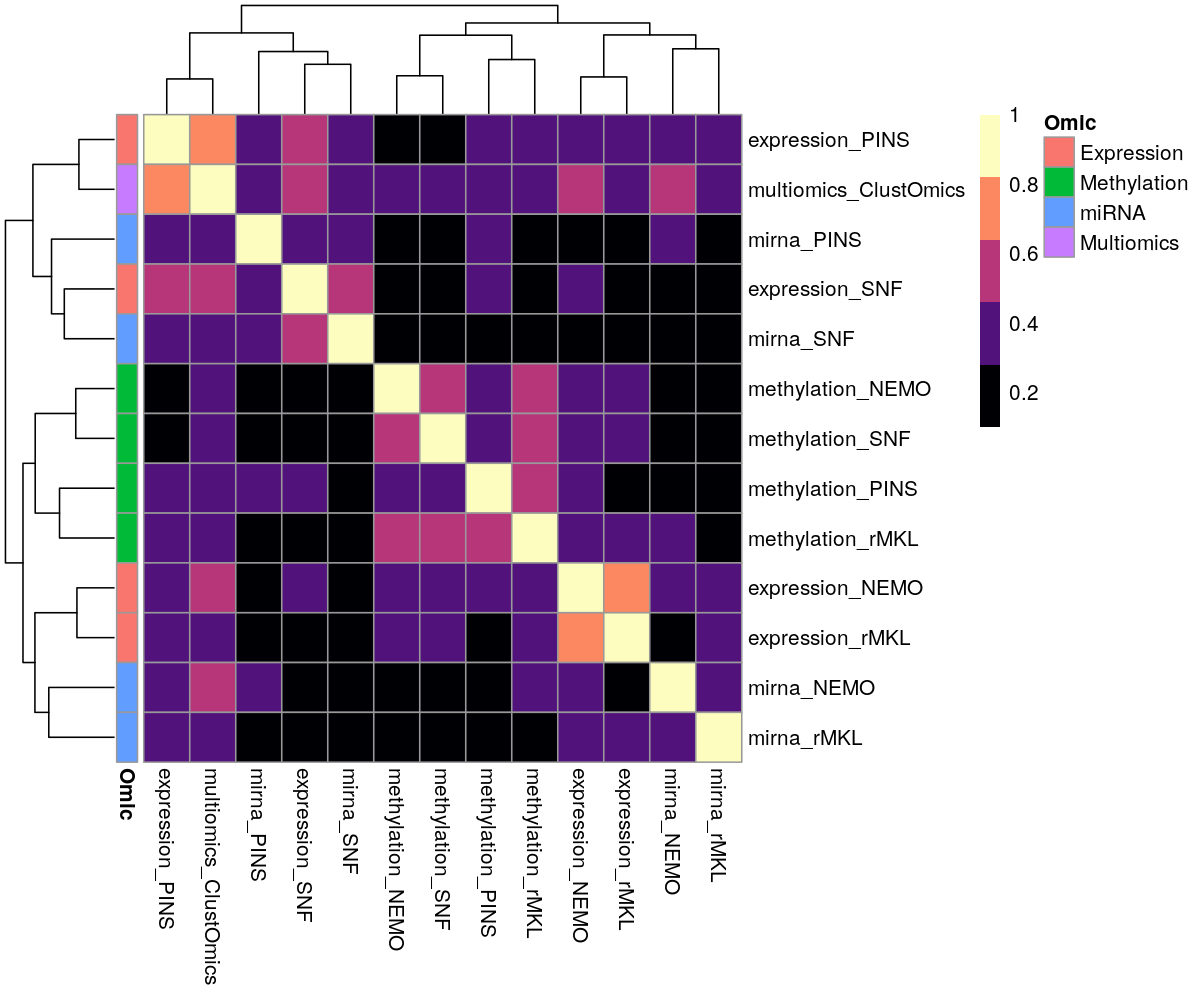 expression_PINS
multiomics_ClustOmics
mirna_PINS
expression_SNF
mirna_SNF
methylation_NEMO
methylation_SNF
methylation_PINS
methylation_rMKL
expression_NEMO
expression_rMKL
mirna_NEMO
mirna_rMKL
1
0.8
0.6
0.4
0.2
OmIc
Expression
Methylation
miRNA
Multiomics
OmIc
expression_PINS
multiomics_ClustOmics
mirna_PINS
expression_SNF
mirna_SNF
methylation_NEMO
methylation_SNF
methylation_PINS
methylation_rMKL
expression_NEMO
expression_rMKL
mirna_NEMO
mirna_rMKL